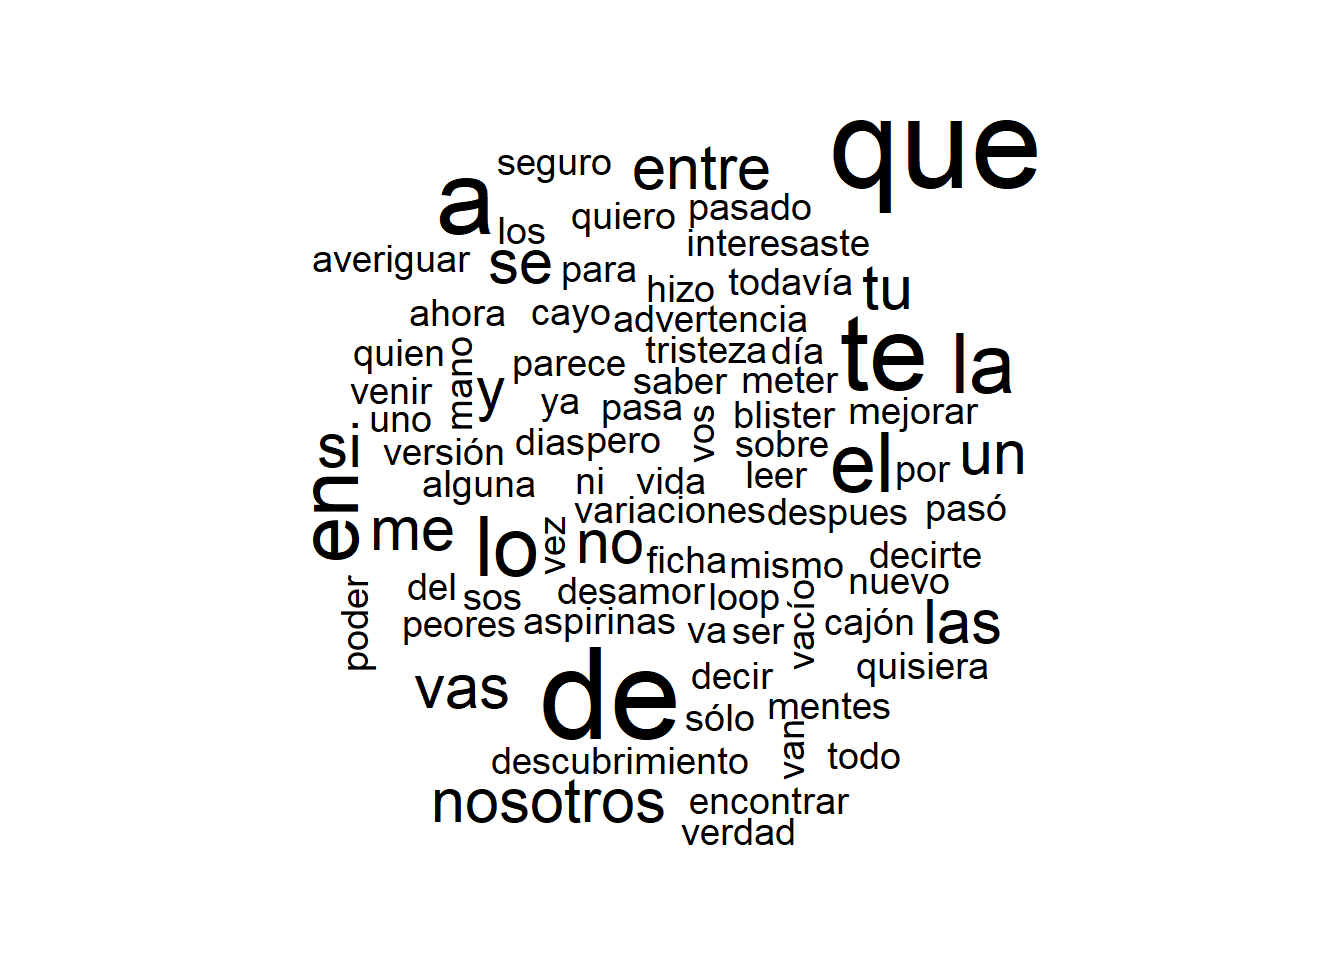 que
seguro entre
a
los quiero pasado
interesaste
averiguar se para
hizo todavía tu
ahora cayo advertencia
quien mano parece tristeza día te la
venir y ya saber meter
uno pasa vos blister mejorar
si versión dias pero sobre el por un
alguna ni vida leer
en variaciones despues pasó
me lo vez no ficha mismo decirte
poder del sos desamor loop vacío nuevo
peores aspirinas va ser cajón las
vas de decir quisiera
sólo mentes
descubrimiento van todo
nosotros encontrar
verdad